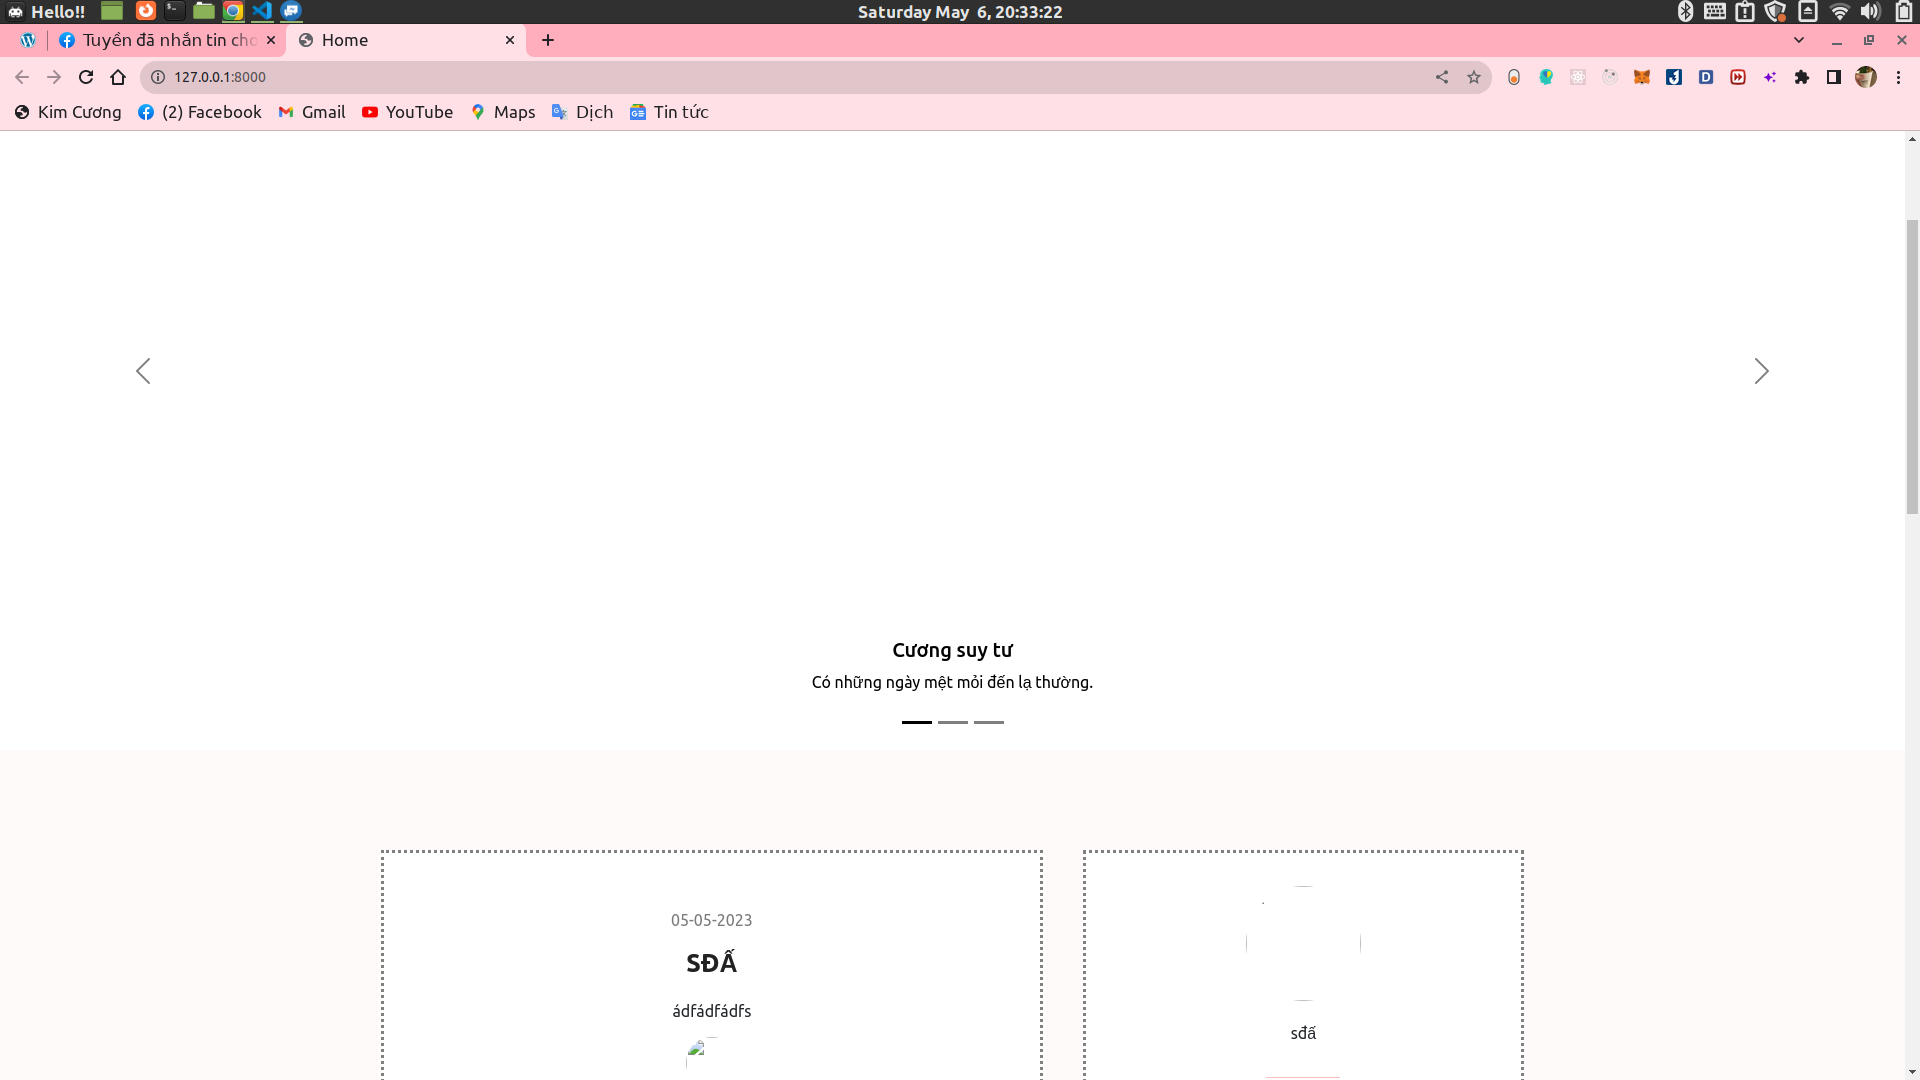 Hello!!
Saturday May 6, 20:33:22
Tuyền đã nhắn tin cho
Home
127.0.0.1:8000
Kim Cương
(2) Facebook
Gmail
YouTube
Maps
Dịch
Tin tức
Cương suy tư
Có những ngày mệt mỏi đến lạ thường.
05-05-2023
SĐẤ
ádfádfádfs
sđấ